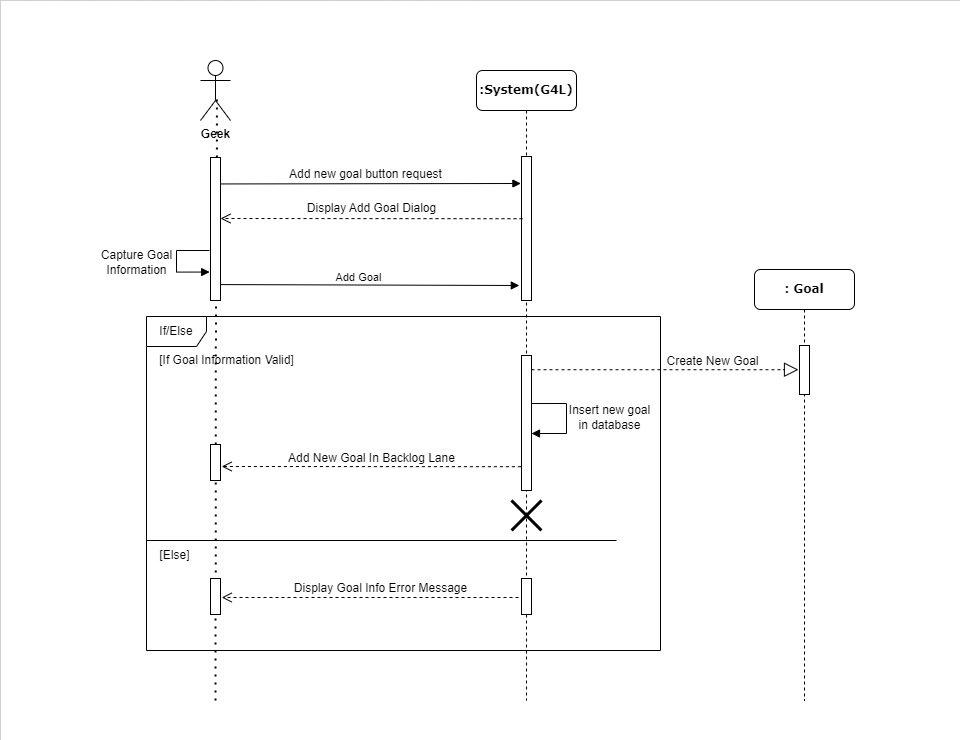 :System(G4L)
Geek
Add new goal button request
Display Add Goal Dialog
Capture Goal
Information
Add Goal
: Goal
If/Else
[If Goal Information Valid]
Create New Goal
Insert new goal
in database
Add New Goal In Backlog Lane
[Else]
Display Goal Info Error Message